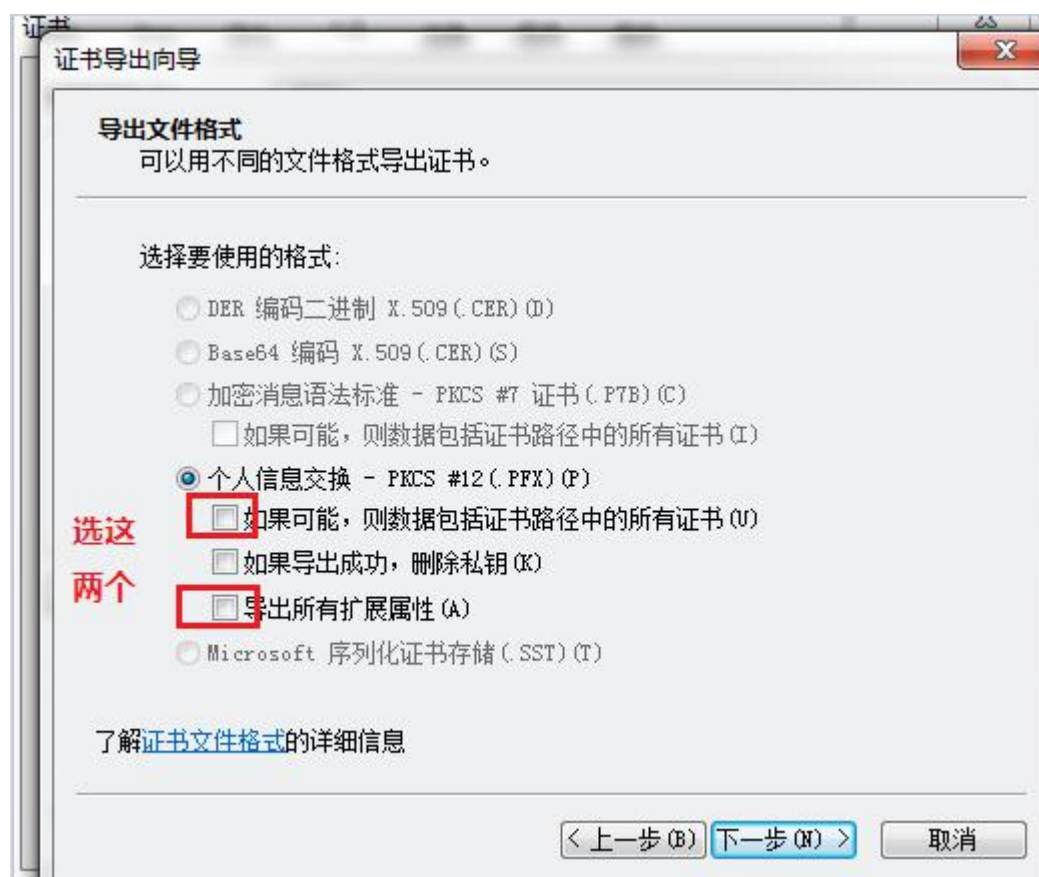 证书
证书导出向导
导出文件格式
可以用不同的文件格式导出证书。
选择要使用的格式:
DER 编码二进制 X.509(.CER)(D)
Base64 编码 X.509(.CER)(S)
加密消息语法标准 - PKCS #7 证书(.P7B)(C)
如果可能，则数据包括证书路径中的所有证书(I)
个人信息交换 - PKCS #12(.PFX)(P)
如果可能，则数据包括证书路径中的所有证书(U)
选这
如果导出成功，删除私钥(K)
两个
导出所有扩展属性(A)
Microsoft 序列化证书存储(.SST)(T)
了解证书文件格式的详细信息
< 上一步(B) 下一步(N) > 取消